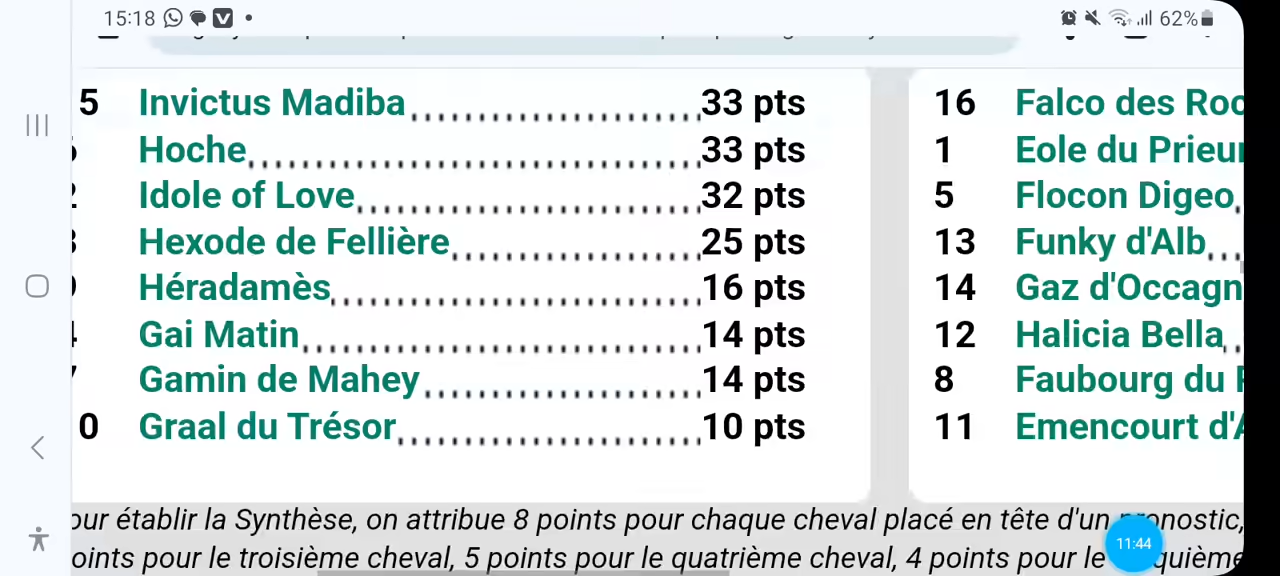 15:18 62%
5 Invictus Madiba 33 pts
Hoche 33 pts
Idole of Love 32 pts
Hexode de Fellière 25 pts
Héradamès 16 pts
Gai Matin 14 pts
Gamin de Mahey 14 pts
0 Graal du Trésor 10 pts
16 Falco des Roc
1 Eole du Prieur
5 Flocon Digeo
13 Funky d'Alb
14 Gaz d'Occagn
12 Halicia Bella
8 Faubourg du
11 Emencourt d'A
our établir la Synthèse, on attribue 8 points pour chaque cheval placé en tête d'un pronostic,
oints pour le troisième cheval, 5 points pour le quatrième cheval, 4 points pour le quième
11:44